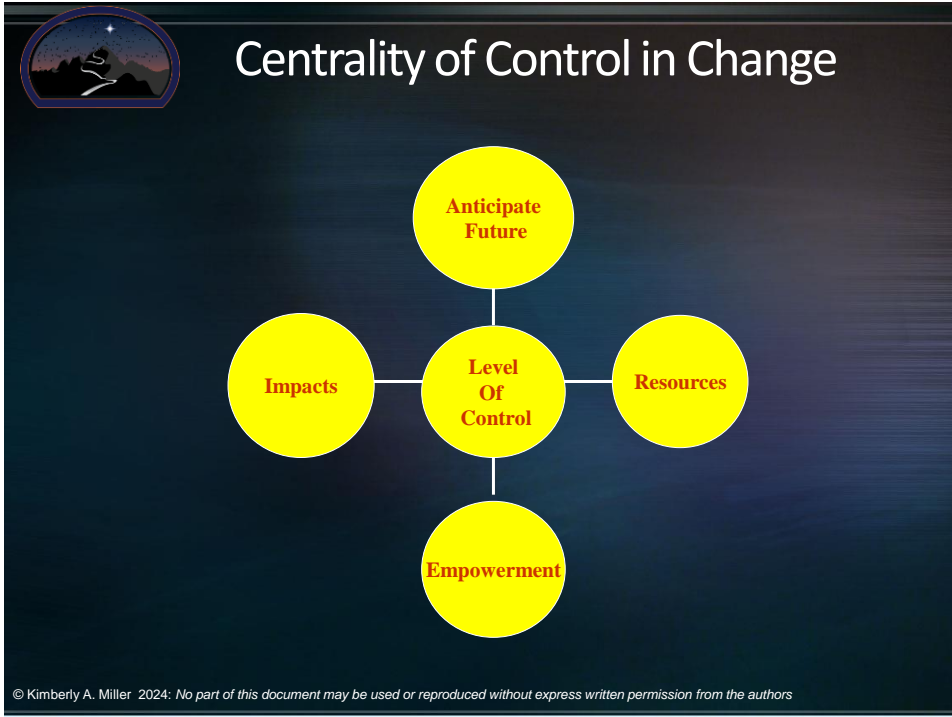 Centrality of Control in Change
Anticipate
Future
Impacts
Level
Of
Control
Resources
Empowerment
© Kimberly A. Miller 2024: No part of this document may be used or reproduced without express written permission from the authors